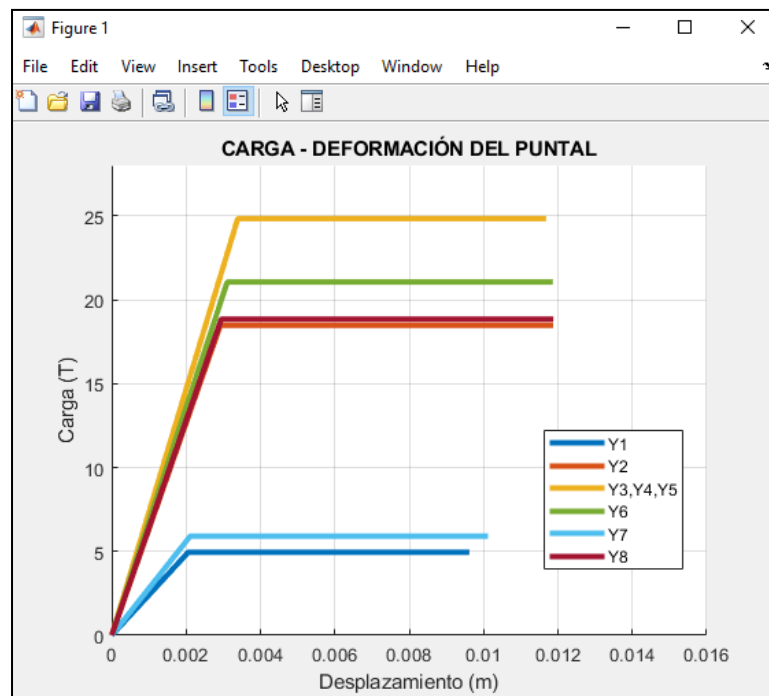 Figure 1
File Edit View Insert Tools Desktop Window Help
CARGA - DEFORMACIÓN DEL PUNTAL
25
20
15
10
5
0
Carga (T)
Y1
Y2
Y3,Y4,Y5
Y6
Y7
Y8
0 0.002 0.004 0.006 0.008 0.01 0.012 0.014 0.016
Desplazamiento (m)